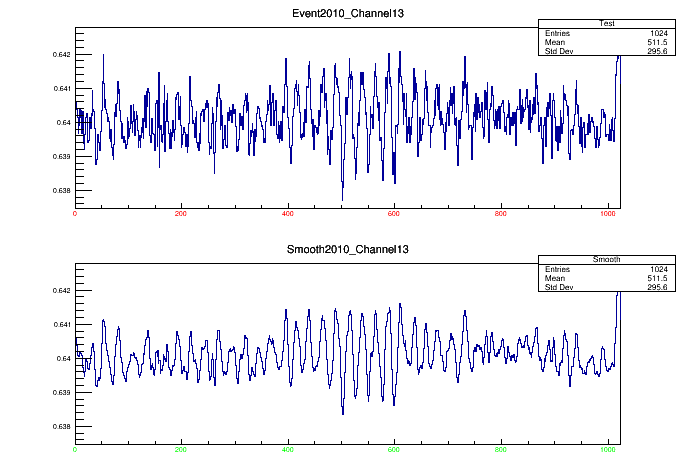 Event2010_Channel13
Test
Entries 1024
Mean 511.5
Std Dev 295.6
0.642
0.641
0.64
0.639
0.638
0 200 400 600 800 1000
Smooth2010_Channel13
Smooth
Entries 1024
Mean 511.5
Std Dev 295.6
0.642
0.641
0.64
0.639
0.638
0 200 400 600 800 1000